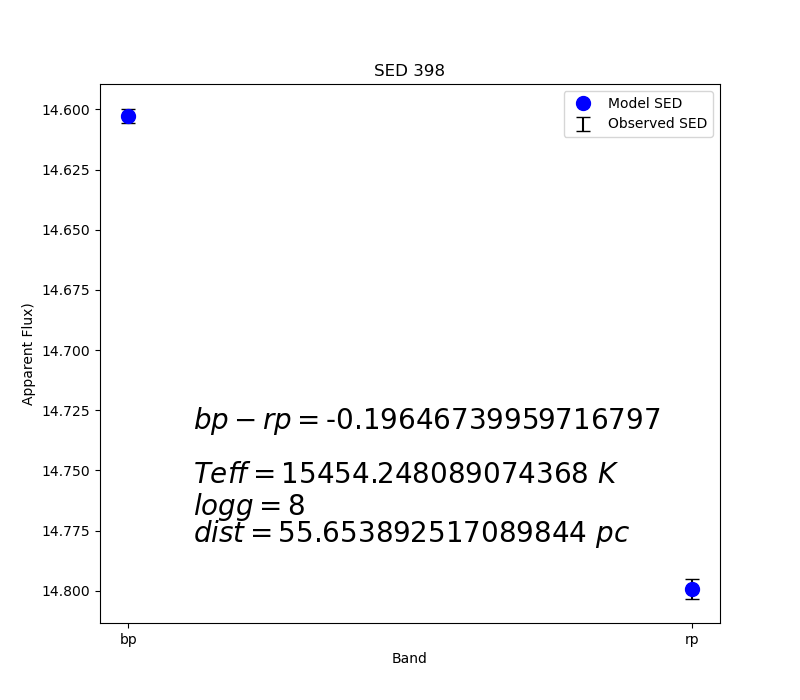 SED 398
Model SED
Observed SED
14.600
14.625
14.650
14.675
14.700
14.725
14.750
14.775
14.800
Apparent Flux)
bp − rp = -0.19646739959716797
Teff = 15454.248089074368 K
logg = 8
dist = 55.653892517089844 pc
bp
rp
Band